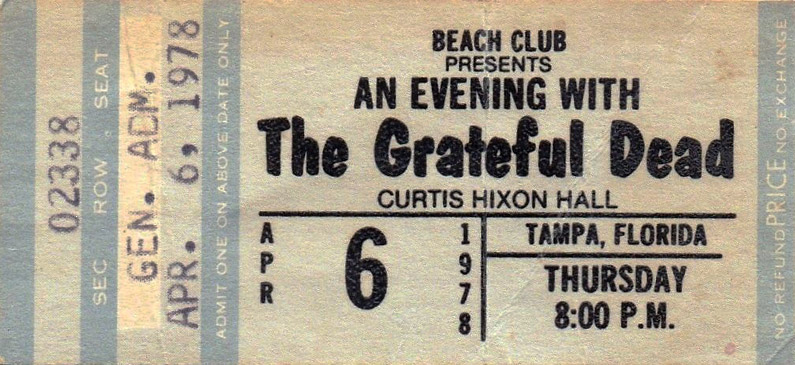 02338
SEC ROW SEAT
GEN. ADM.
APR. 6, 1978
ADMIT ONE ON ABOVE DATE ONLY
BEACH CLUB
PRESENTS
AN EVENING WITH
The Grateful Dead
CURTIS HIXON HALL
APR 6 1978
TAMPA, FLORIDA
THURSDAY
8:00 P.M.
PRICE
NO REFUND NO EXCHANGE